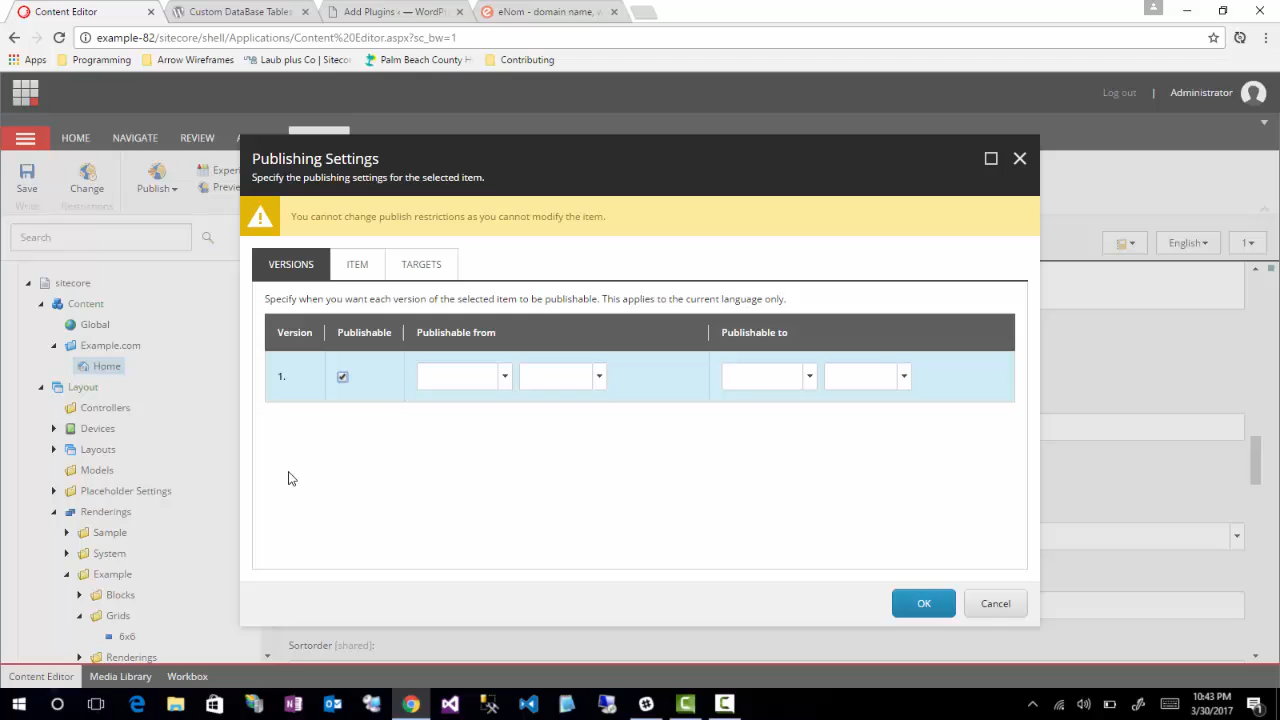 Content Editor
Custom DataBase Tables
Add Plugins ‹ — WordPr
eNom - domain name, w
example-82/sitecore/shell/Applications/Content%20Editor.aspx?sc_bw=1
Apps
Programming
Arrow Wireframes
Laub plus Co | Sitec
Palm Beach County H
Contributing
Log out | Administrator
HOME
NAVIGATE
REVIEW
Save
Change
Publish
Experi
Previe
Write
Restrictions
Publishing Settings
Specify the publishing settings for the selected item.
You cannot change publish restrictions as you cannot modify the item.
Search
English
1
VERSIONS
ITEM
TARGETS
Specify when you want each version of the selected item to be publishable. This applies to the current language only.
Version
Publishable
Publishable from
Publishable to
1.
sitecore
Content
Global
Example.com
Home
Layout
Controllers
Devices
Layouts
Models
Placeholder Settings
Renderings
Sample
System
Example
Blocks
Grids
6x6
Renderings
OK
Cancel
Sortorder [shared]:
Content Editor
Media Library
Workbox
10:43 PM
3/30/2017